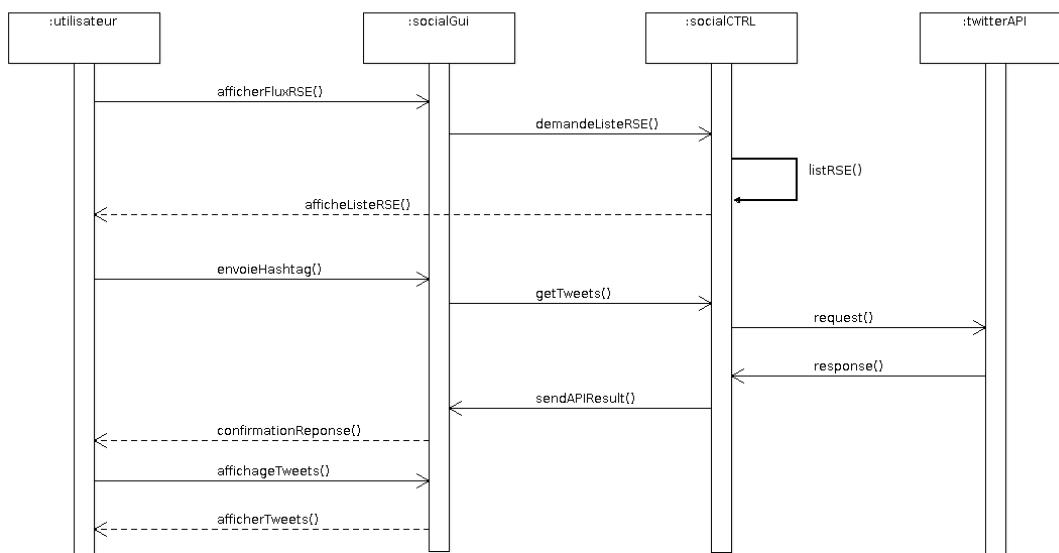 :utilisateur
:socialGui
:socialCTRL
:twitterAPI
afficherFluxRSE()
demandeListeRSE()
listRSE()
afficheListeRSE()
envoieHashtag()
getTweets()
request()
response()
sendAPIResult()
confirmationReponse()
affichageTweets()
afficherTweets()